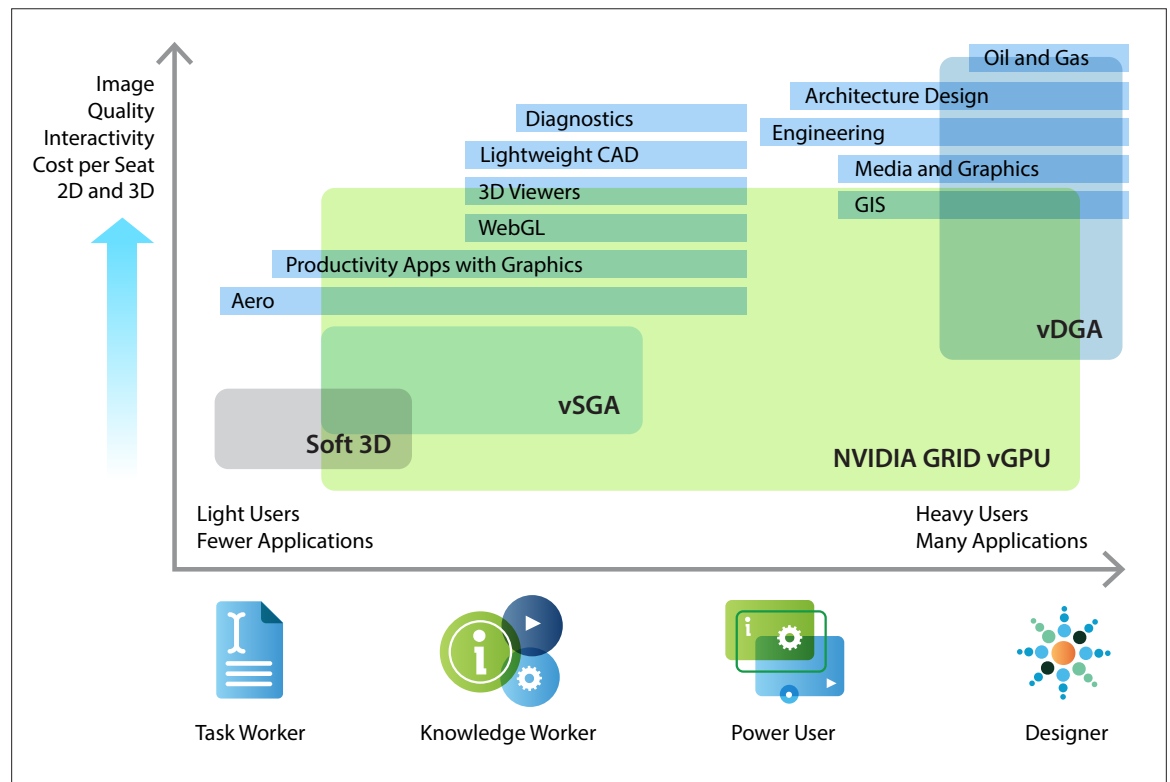 Image
Quality
Interactivity
Cost per Seat
2D and 3D
Oil and Gas
Architecture Design
Diagnostics
Engineering
Lightweight CAD
Media and Graphics
3D Viewers
GIS
WebGL
Productivity Apps with Graphics
Aero
vDGA
vSGA
Soft 3D
NVIDIA GRID vGPU
Light Users
Fewer Applications
Heavy Users
Many Applications
i
i
Task Worker
Knowledge Worker
Power User
Designer